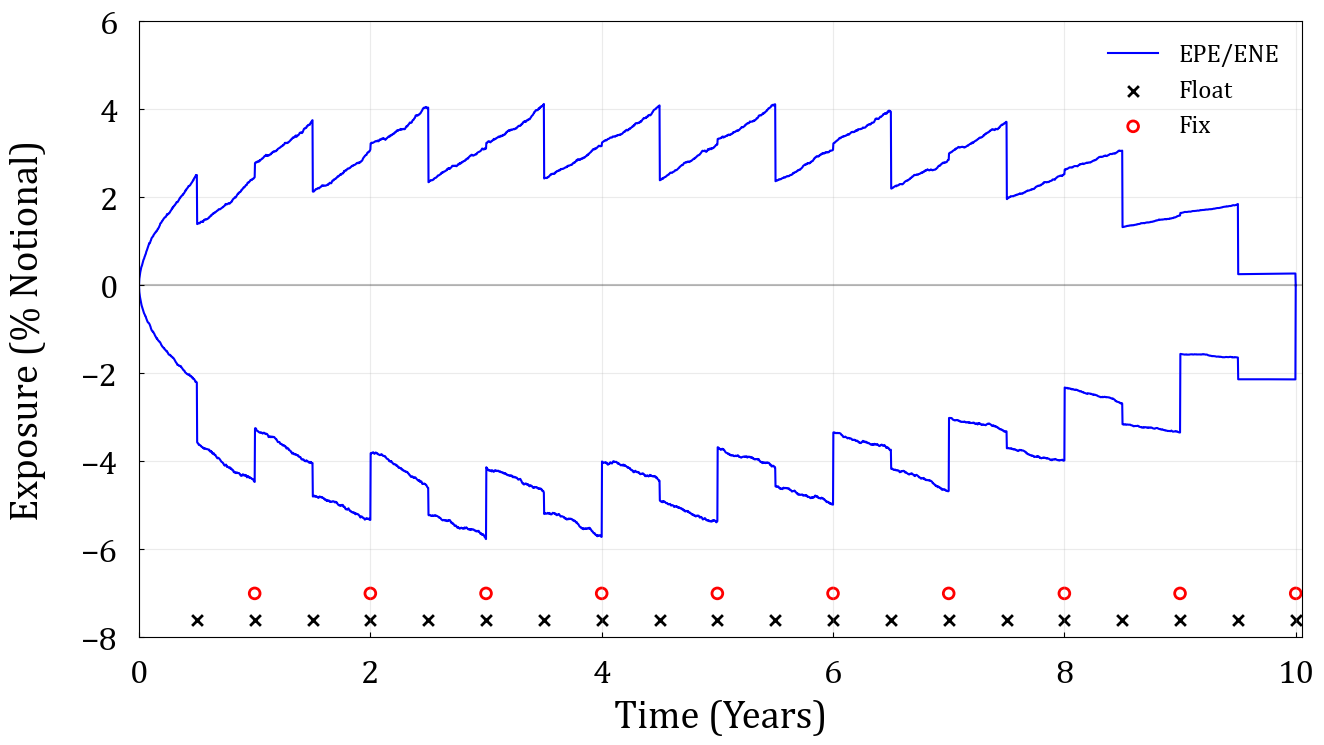 6
4
2
0
−2
−4
−6
−8
Exposure (% Notional)
EPE/ENE
Float
Fix
0 2 4 6 8 10
Time (Years)